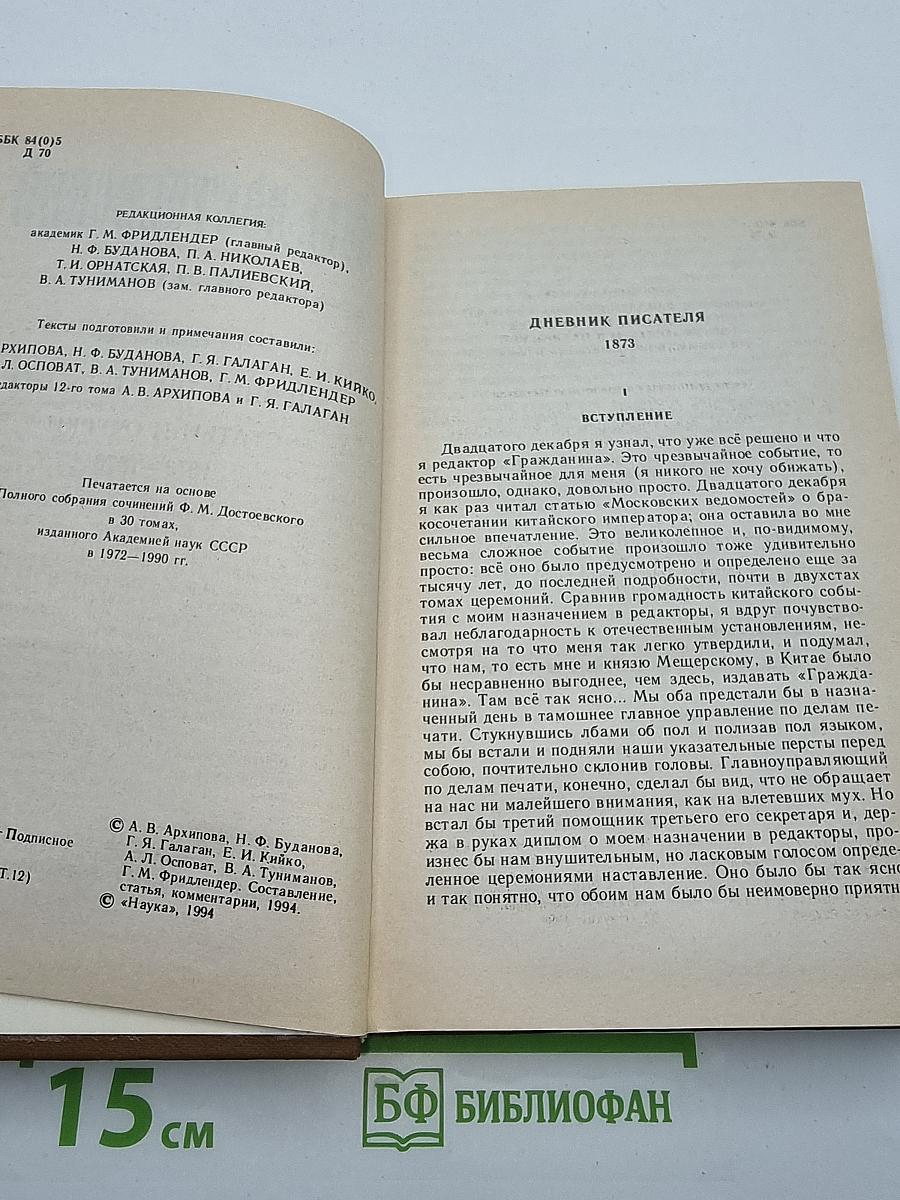 ББК 84(0)5
Д 70
РЕДАКЦИОННАЯ КОЛЛЕГИЯ:
академик Г. М. ФРИДЛЕНДЕР (главный редактор),
Н. Ф. БУДАНОВА, П. А. НИКОЛАЕВ,
Т. И. ОРНАТСКАЯ, П. В. ПАЛИЕВСКИЙ,
В. А. ТУНИМАНОВ (зам. главного редактора)
Тексты подготовили и примечания составили:
АРХИПОВА, Н. Ф. БУДАНОВА, Г. Я. ГАЛАГАН, Е. И. КИЙКО,
Л. ОСПОВАТ, В. А. ТУНИМАНОВ, Г. М. ФРИДЛЕНДЕР
едакторы 12-го тома А. В. АРХИПОВА и Г. Я. ГАЛАГАН
Печатается на основе
Полного собрания сочинений Ф. М. Достоевского
в 30 томах,
изданного Академией наук СССР
в 1972—1990 гг.
— Подписное
Т.12)
© А. В. Архипова, Н. Ф. Буданова,
Г. Я. Галаган, Е. И. Кийко,
А. Л. Осповат, В. А. Туниманов,
Г. М. Фридлендер. Составление,
статья, комментарии, 1994.
© «Наука», 1994
ДНЕВНИК ПИСАТЕЛЯ
1873
I
ВСТУПЛЕНИЕ
Двадцатого декабря я узнал, что уже всё решено и что
я редактор «Гражданина». Это чрезвычайное событие, то
есть чрезвычайное для меня (я никого не хочу обижать),
произошло, однако, довольно просто. Двадцатого декабря
я как раз читал статью «Московских ведомостей» о бра-
косочетании китайского императора; она оставила во мне
сильное впечатление. Это великолепное и, по-видимому,
весьма сложное событие произошло тоже удивительно
просто: всё оно было предусмотрено и определено еще за
тысячу лет, до последней подробности, почти в двухстах
томах церемоний. Сравнив громадность китайского собы-
тия с моим назначением в редакторы, я вдруг почувство-
вал неблагодарность к отечественным установлениям, не-
смотря на то что меня так легко утвердили, и подумал,
что нам, то есть мне и князю Мещерскому, в Китае было
бы несравненно выгоднее, чем здесь, издавать «Гражда-
нина». Там всё так ясно... Мы оба предстали бы в назна-
ченный день в тамошнее главное управление по делам пе-
чати. Стукнувшись лбами об пол и полизав пол языком,
мы бы встали и подняли наши указательные персты перед
собою, почтительно склонив головы. Главноуправляющий
по делам печати, конечно, сделал бы вид, что не обращает
на нас ни малейшего внимания, как на влетевших мух. Но
встал бы третий помощник третьего его секретаря и, дер-
жа в руках диплом о моем назначении в редакторы, про-
изнес бы нам внушительным, но ласковым голосом опреде-
ленное церемониями наставление. Оно было бы так ясно
и так понятно, что обоим нам было бы неимоверно приятн
15 см
БФ БИБЛИОФАН